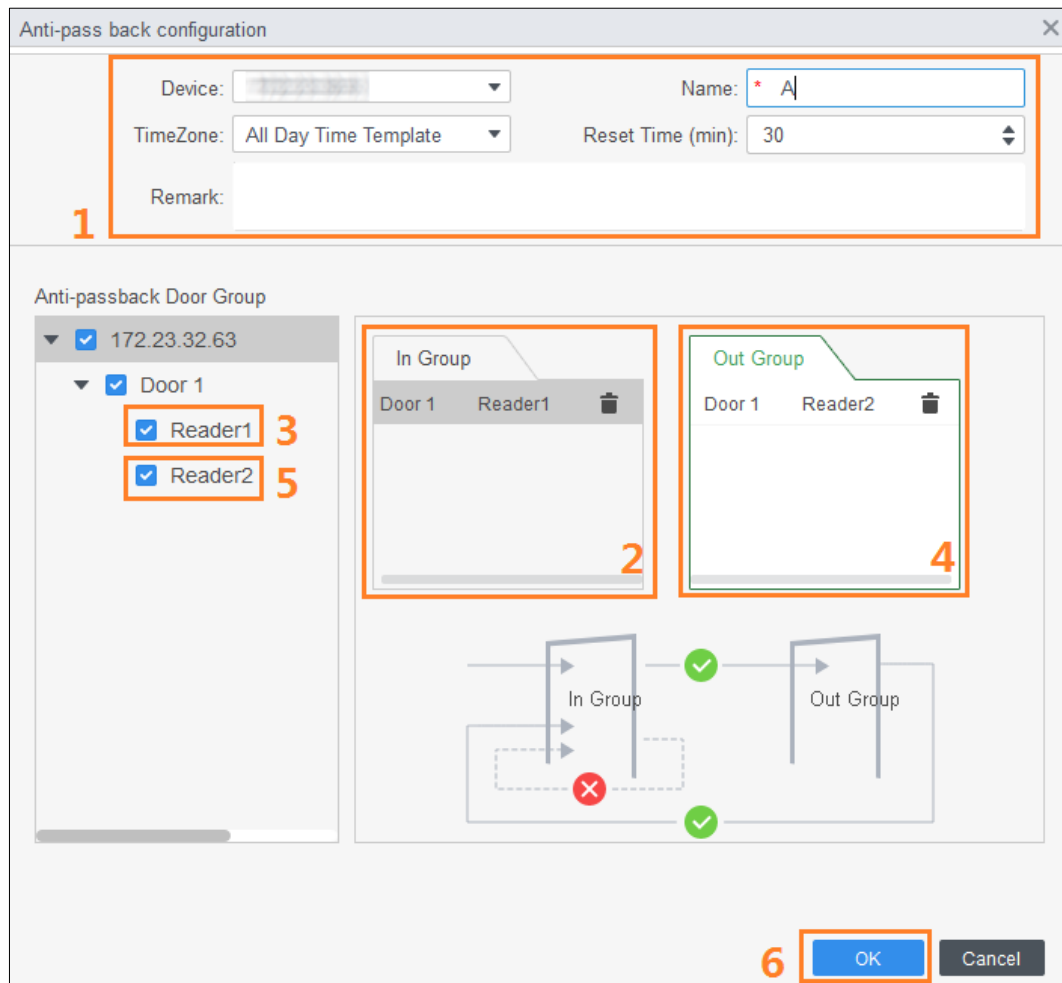 Anti-pass back configuration
Device:
Name: * A
TimeZone: All Day Time Template
Reset Time (min): 30
Remark:
1
Anti-passback Door Group
172.23.32.63
Door 1
Reader1 3
Reader2 5
In Group
Door 1 Reader1
2
Out Group
Door 1 Reader2
4
In Group
Out Group
6 OK Cancel